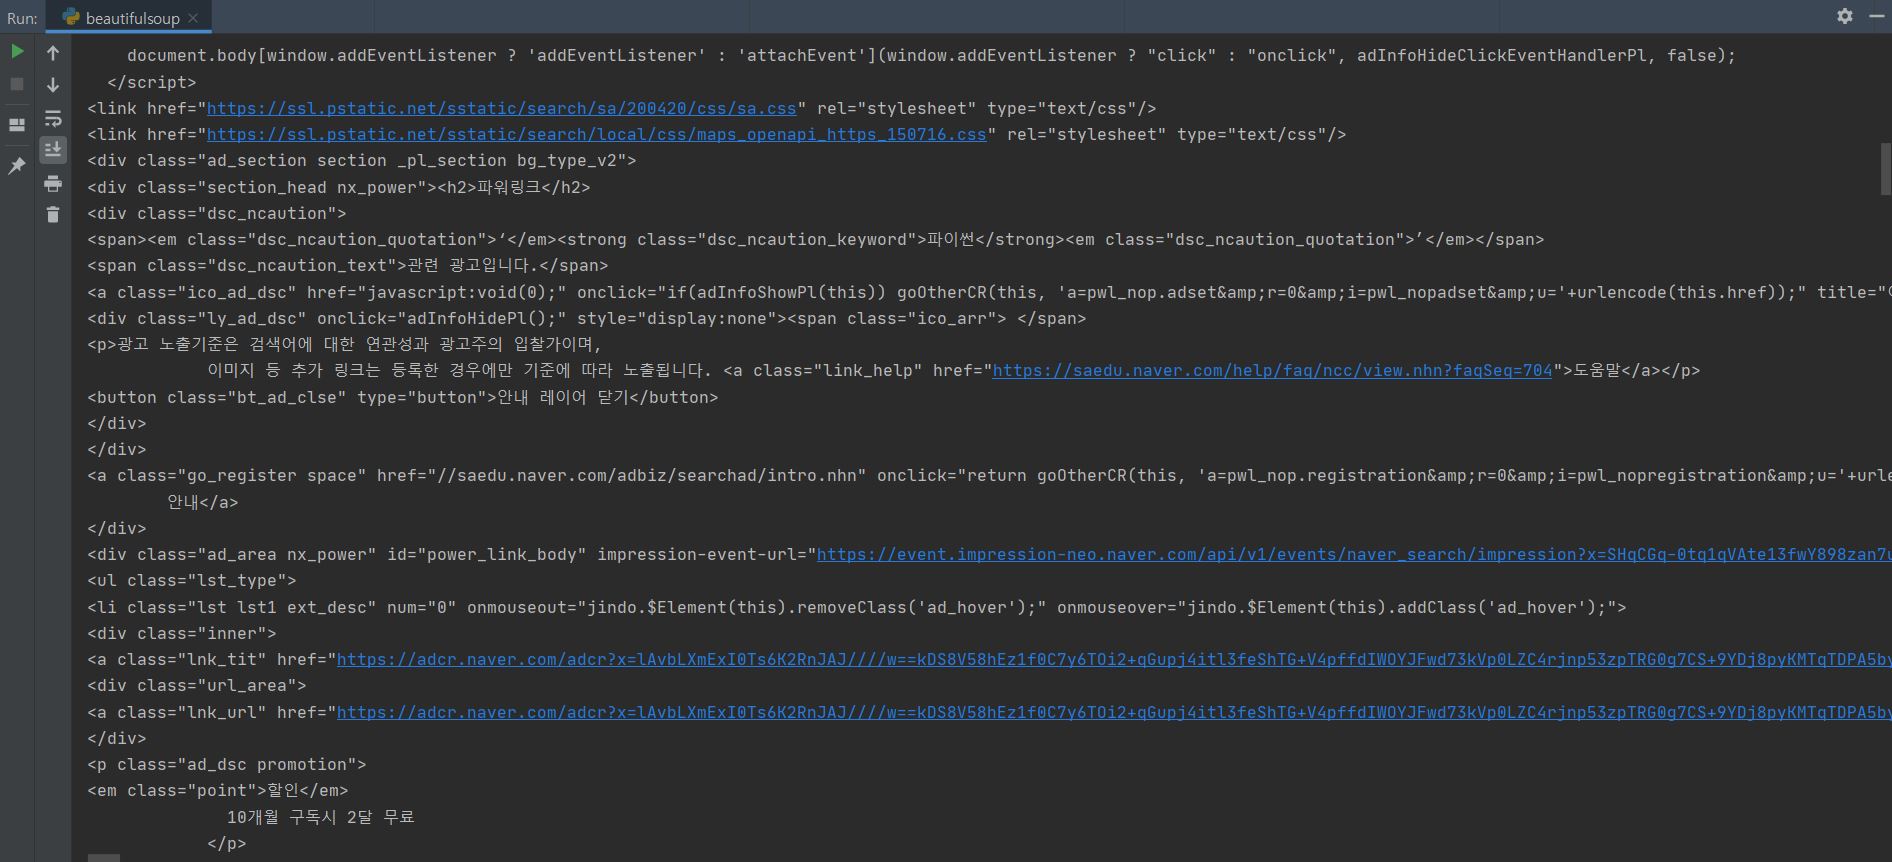 Run: beautifulsoup
document.body[window.addEventListener ? 'addEventListener' : 'attachEvent'](window.addEventListener ? "click" : "onclick", adInfoHideClickEventHandlerPl, false);
</script>
<link href="https://ssl.pstatic.net/sstatic/search/sa/200420/css/sa.css" rel="stylesheet" type="text/css"/>
<link href="https://ssl.pstatic.net/sstatic/search/local/css/maps_openapi_https_150716.css" rel="stylesheet" type="text/css"/>
<div class="ad_section section _pl_section bg_type_v2">
<div class="section_head nx_power"><h2>파워링크</h2>
<div class="dsc_ncaution">
<span><em class="dsc_ncaution_quotation">‘</em><strong class="dsc_ncaution_keyword">파이썬</strong><em class="dsc_ncaution_quotation">’</em></span>
<span class="dsc_ncaution_text">관련 광고입니다.</span>
<a class="ico_ad_dsc" href="javascript:void(0);" onclick="if(adInfoShowPl(this)) goOtherCR(this, 'a=pwl_nop.adset&amp;r=0&amp;i=pwl_nopadset&amp;u='+urlencode(this.href));" title="
<div class="ly_ad_dsc" onclick="adInfoHidePl();" style="display:none"><span class="ico_arr"> </span>
<p>광고 노출기준은 검색어에 대한 연관성과 광고주의 입찰가이며,
이미지 등 추가 링크는 등록한 경우에만 기준에 따라 노출됩니다. <a class="link_help" href="https://saedu.naver.com/help/faq/ncc/view.nhn?faqSeq=704">도움말</a></p>
<button class="bt_ad_clse" type="button">안내 레이어 닫기</button>
</div>
</div>
<a class="go_register space" href="//saedu.naver.com/adbiz/searchad/intro.nhn" onclick="return goOtherCR(this, 'a=pwl_nop.registration&amp;r=0&amp;i=pwl_nopregistration&amp;u='+urle
안내</a>
</div>
<div class="ad_area nx_power" id="power_link_body" impression-event-url="https://event.impression-neo.naver.com/api/v1/events/naver_search/impression?x=SHqCGq-0tq1qVAte13fwY898zan7u
<ul class="lst_type">
<li class="lst lst1 ext_desc" num="0" onmouseout="jindo.$Element(this).removeClass('ad_hover');" onmouseover="jindo.$Element(this).addClass('ad_hover');">
<div class="inner">
<a class="lnk_tit" href="https://adcr.naver.com/adcr?x=lAvbLXmExI0Ts6K2RnJAJ////w==kDS8V58hEz1f0C7y6TOi2+qGupj4itl3feShTG+V4pffdIWOYJFwd73kVp0LZC4rjnp53zpTRG0g7CS+9YDj8pyKMTqTDPA5by
<div class="url_area">
<a class="lnk_url" href="https://adcr.naver.com/adcr?x=lAvbLXmExI0Ts6K2RnJAJ////w==kDS8V58hEz1f0C7y6TOi2+qGupj4itl3feShTG+V4pffdIWOYJFwd73kVp0LZC4rjnp53zpTRG0g7CS+9YDj8pyKMTqTDPA5by
</div>
<p class="ad_dsc promotion">
<em class="point">할인</em>
10개월 구독시 2달 무료
</p>